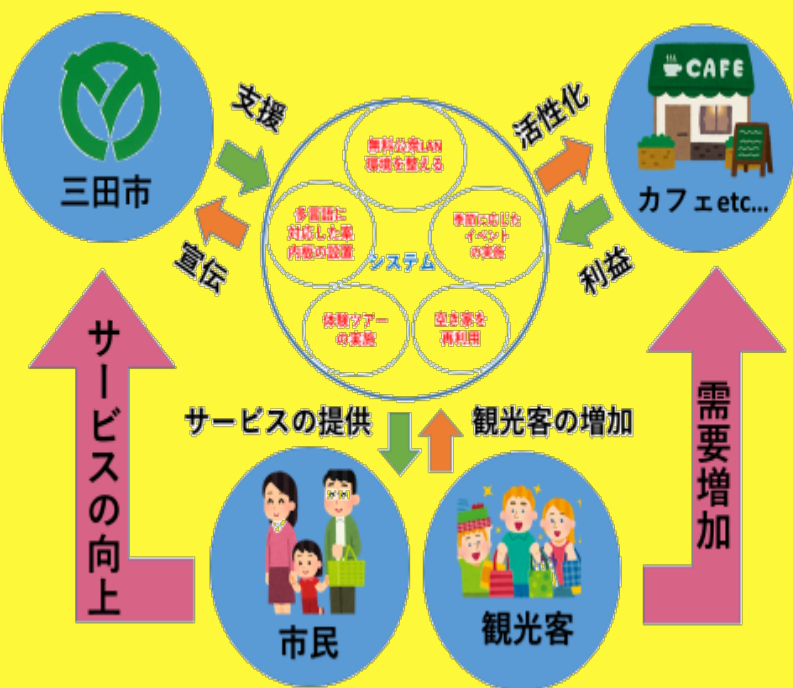 三田市
支援
宣伝
無料公衆LAN
環境を整える
多言語に
対応した案
内板の設置
季節に応じた
イベント
の実施
システム
体験ツアー
の実施
空き家を
再利用
活性化
利益
CAFE
カフェetc...
サービスの向上
サービスの提供
観光客の増加
需要増加
市民
観光客